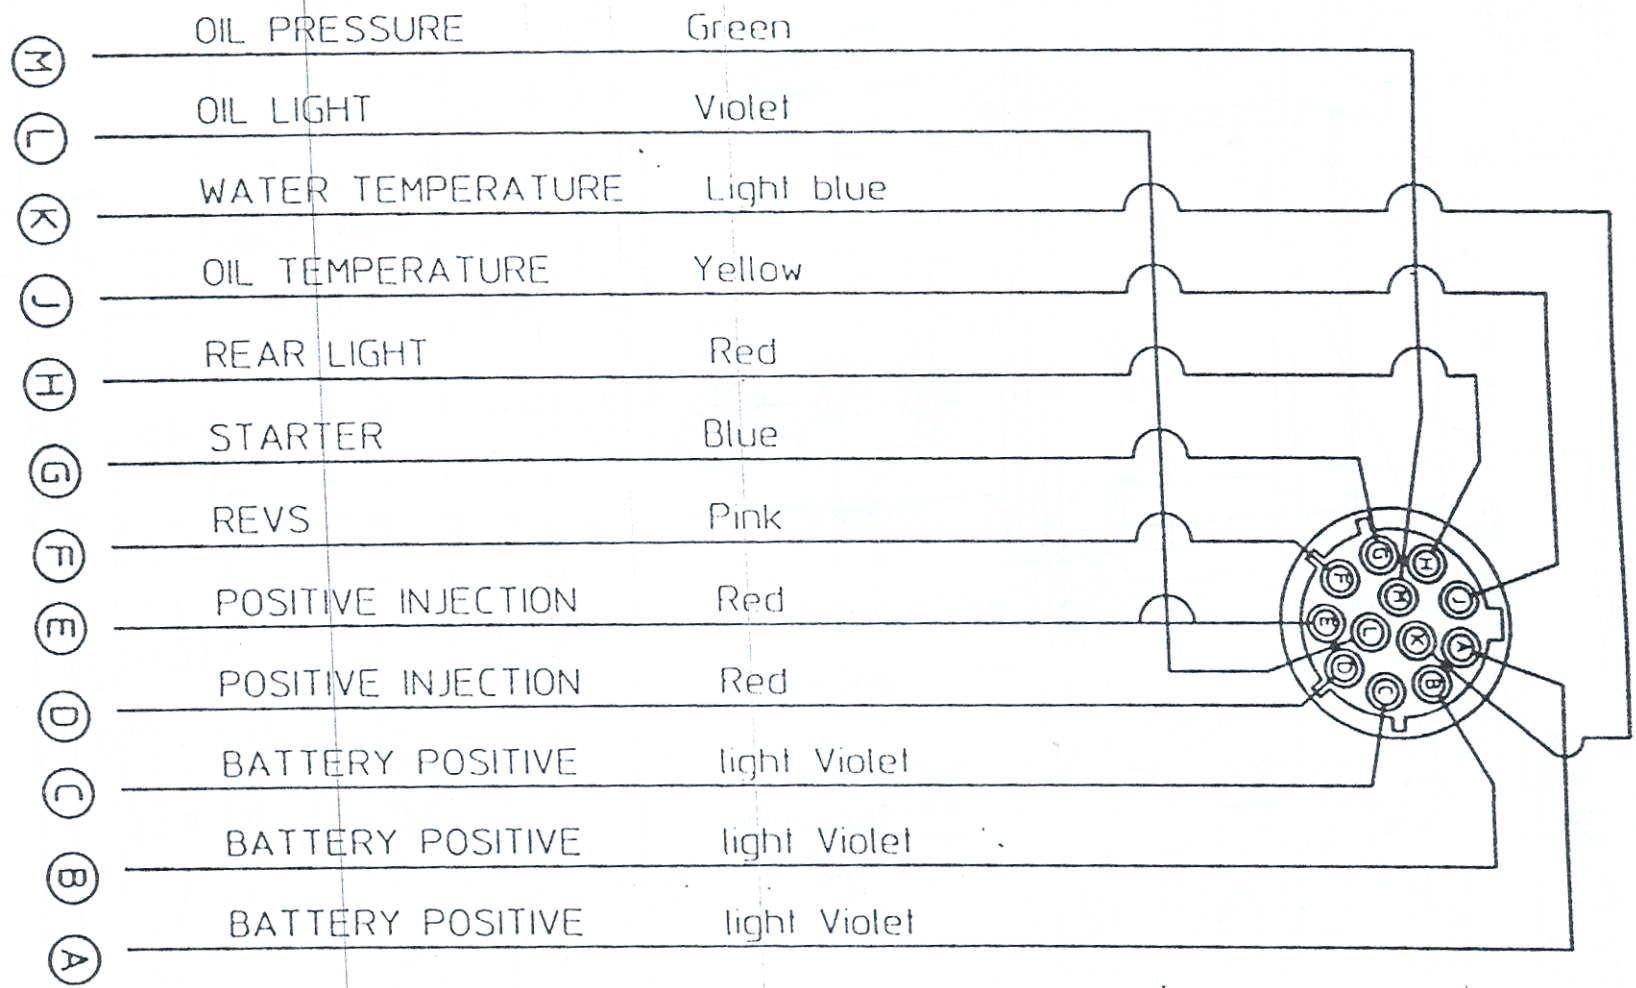 OIL PRESSURE Green
M
OIL LIGHT Violet
L
WATER TEMPERATURE Light blue
K
OIL TEMPERATURE Yellow
J
REAR LIGHT Red
H
STARTER Blue
G
REVS Pink
F
POSITIVE INJECTION Red
E
POSITIVE INJECTION Red
D
BATTERY POSITIVE light Violet
C
BATTERY POSITIVE light Violet
B
BATTERY POSITIVE light Violet
A
G
H
F
M
J
E
L
K
A
D
C
B